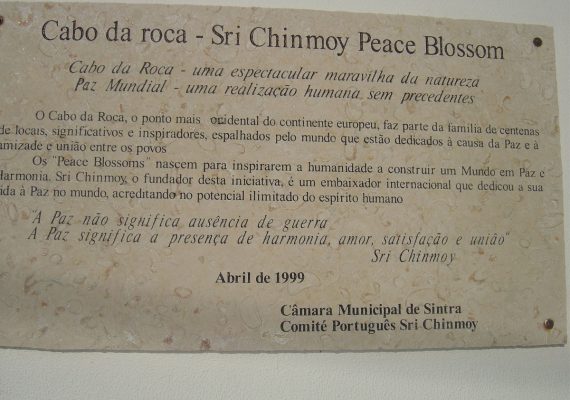 Cabo da roca - Sri Chinmoy Peace Blossom
Cabo da Roca - uma espectacular maravilha da natureza
Paz Mundial - uma realização humana sem precedentes
O Cabo da Roca, o ponto mais ocidental do continente europeu, faz parte da familia de centenas
de locais, significativos e inspiradores, espalhados pelo mundo que estão dedicados à causa da Paz e à
amizade e união entre os povos
Os "Peace Blossoms" nascem para inspirarem a humanidade a construir um Mundo em Paz e
Harmonia. Sri Chinmoy, o fundador desta iniciativa, é um embaixador internacional que dedicou a sua
vida à Paz no mundo, acreditando no potencial ilimitado do espirito humano
"A Paz não significa ausência de guerra
A Paz significa a presença de harmonia, amor, satisfação e união"
Sri Chinmoy
Abril de 1999
Câmara Municipal de Sintra
Comité Português Sri Chinmoy